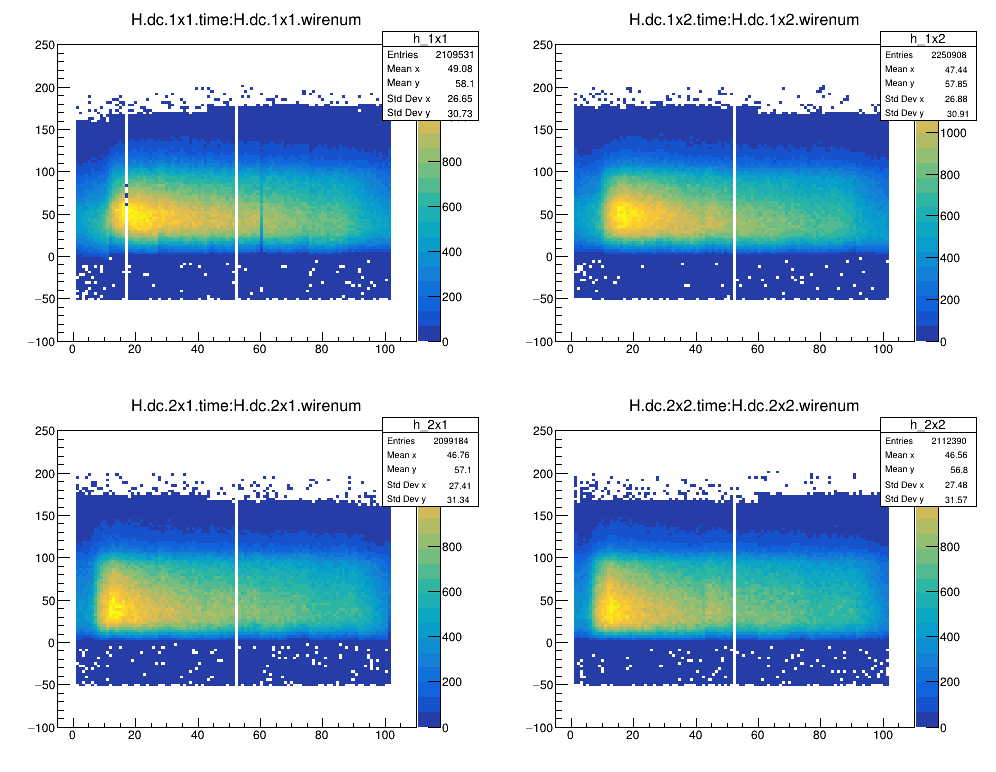 H.dc.1x1.time:H.dc.1x1.wirenum
h_1x1
Entries 2109531
Mean x 49.08
Mean y 58.1
Std Dev x 26.65
Std Dev y 30.73
250
200
150
100
50
0
−50
−100
0 20 40 60 80 100
800
600
400
200
0
H.dc.1x2.time:H.dc.1x2.wirenum
h_1x2
Entries 2250908
Mean x 47.44
Mean y 57.85
Std Dev x 26.88
Std Dev y 30.91
250
200
150
100
50
0
−50
−100
0 20 40 60 80 100
1000
800
600
400
200
0
H.dc.2x1.time:H.dc.2x1.wirenum
h_2x1
Entries 2099184
Mean x 46.76
Mean y 57.1
Std Dev x 27.41
Std Dev y 31.34
250
200
150
100
50
0
−50
−100
0 20 40 60 80 100
800
600
400
200
0
H.dc.2x2.time:H.dc.2x2.wirenum
h_2x2
Entries 2112390
Mean x 46.56
Mean y 56.8
Std Dev x 27.48
Std Dev y 31.57
250
200
150
100
50
0
−50
−100
0 20 40 60 80 100
800
600
400
200
0